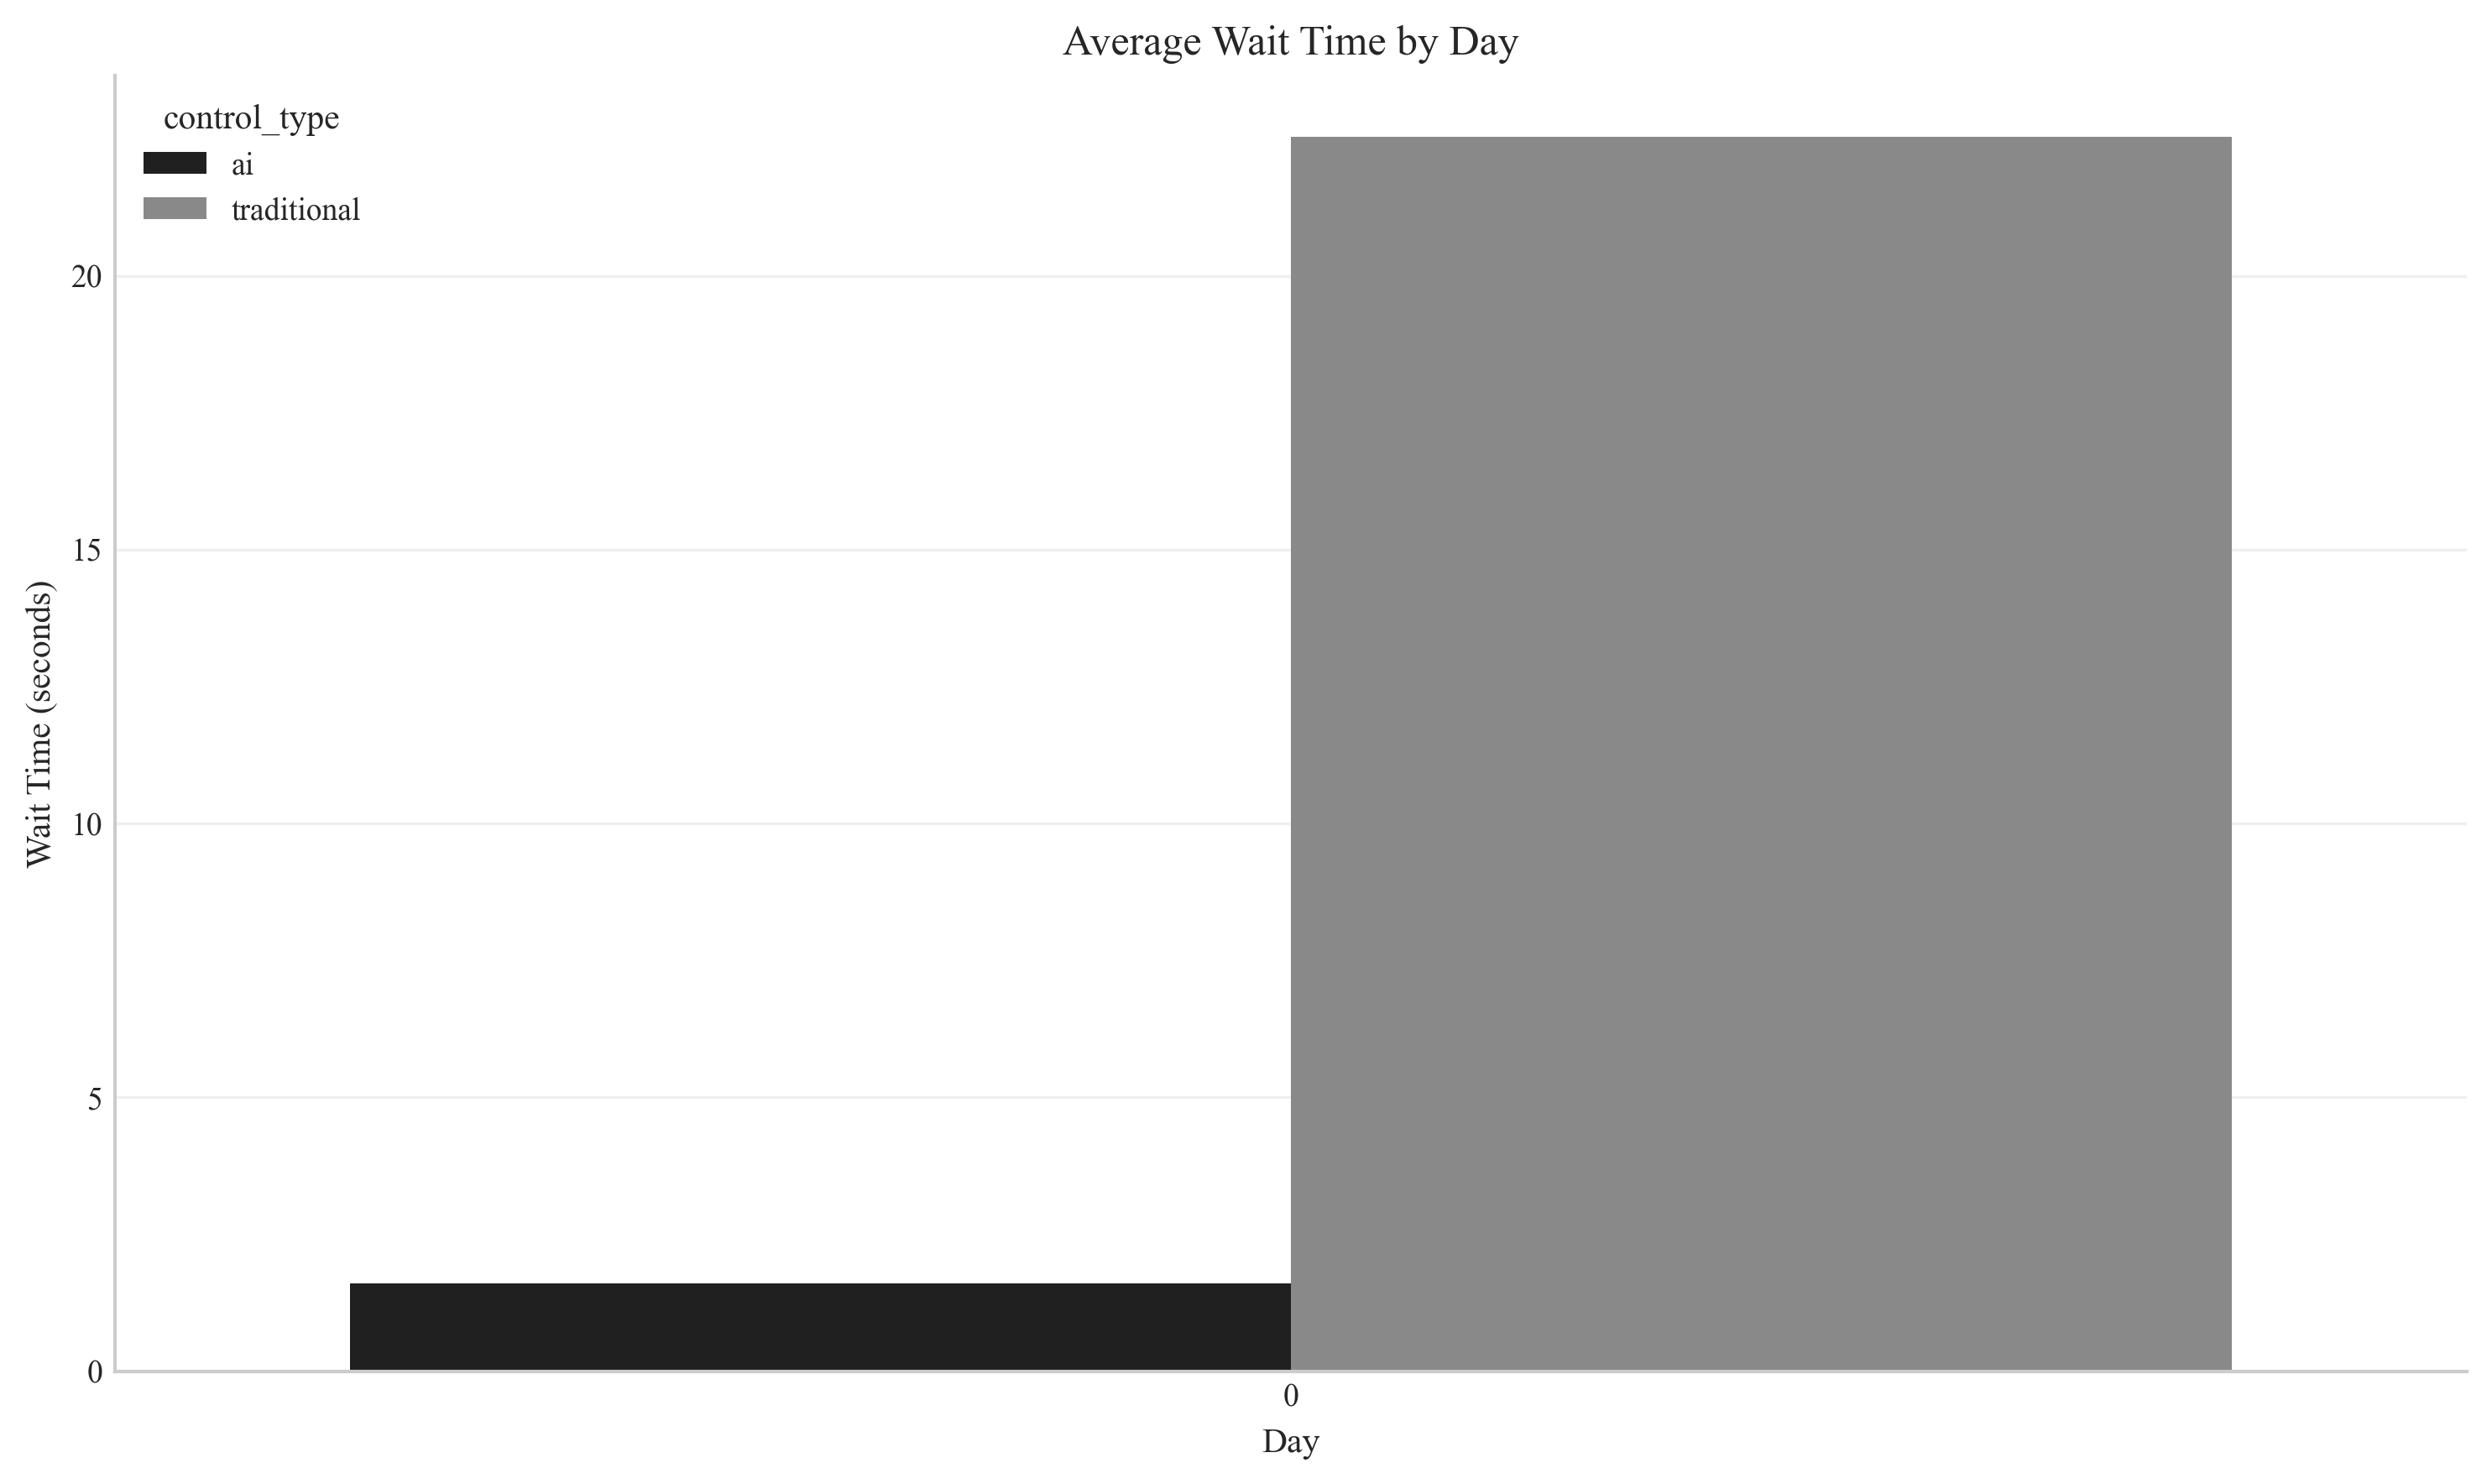 Average Wait Time by Day
control_type
ai
traditional
20
15
10
5
0
Wait Time (seconds)
0
Day